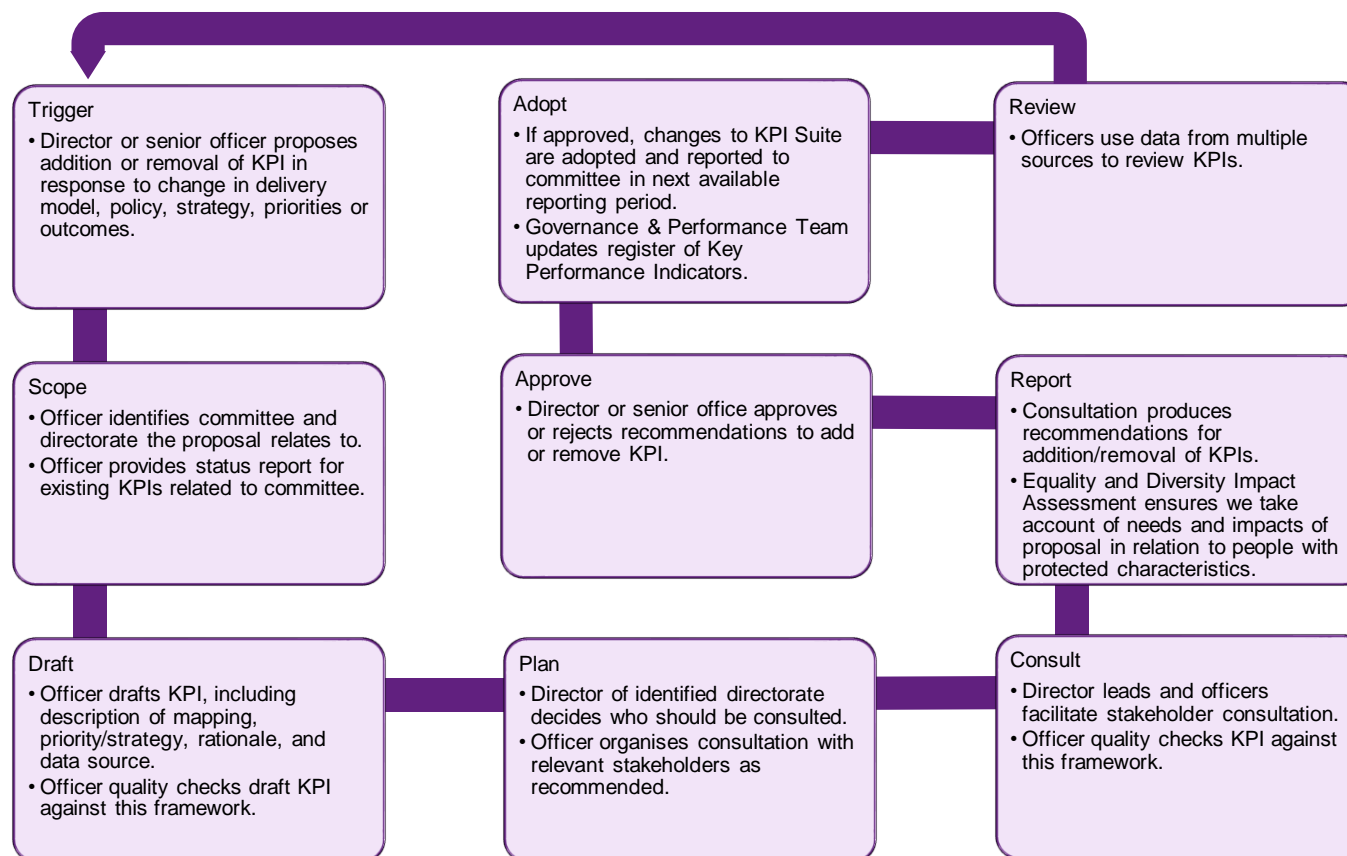 Trigger
• Director or senior officer proposes
addition or removal of KPI in
response to change in delivery
model, policy, strategy, priorities or
outcomes.
Adopt
• If approved, changes to KPI Suite
are adopted and reported to
committee in next available
reporting period.
• Governance & Performance Team
updates register of Key
Performance Indicators.
Review
• Officers use data from multiple
sources to review KPIs.
Scope
• Officer identifies committee and
directorate the proposal relates to.
• Officer provides status report for
existing KPIs related to committee.
Approve
• Director or senior office approves
or rejects recommendations to add
or remove KPI.
Report
• Consultation produces
recommendations for
addition/removal of KPIs.
• Equality and Diversity Impact
Assessment ensures we take
account of needs and impacts of
proposal in relation to people with
protected characteristics.
Draft
• Officer drafts KPI, including
description of mapping,
priority/strategy, rationale, and
data source.
• Officer quality checks draft KPI
against this framework.
Plan
• Director of identified directorate
decides who should be consulted.
• Officer organises consultation with
relevant stakeholders as
recommended.
Consult
• Director leads and officers
facilitate stakeholder consultation.
• Officer quality checks KPI against
this framework.